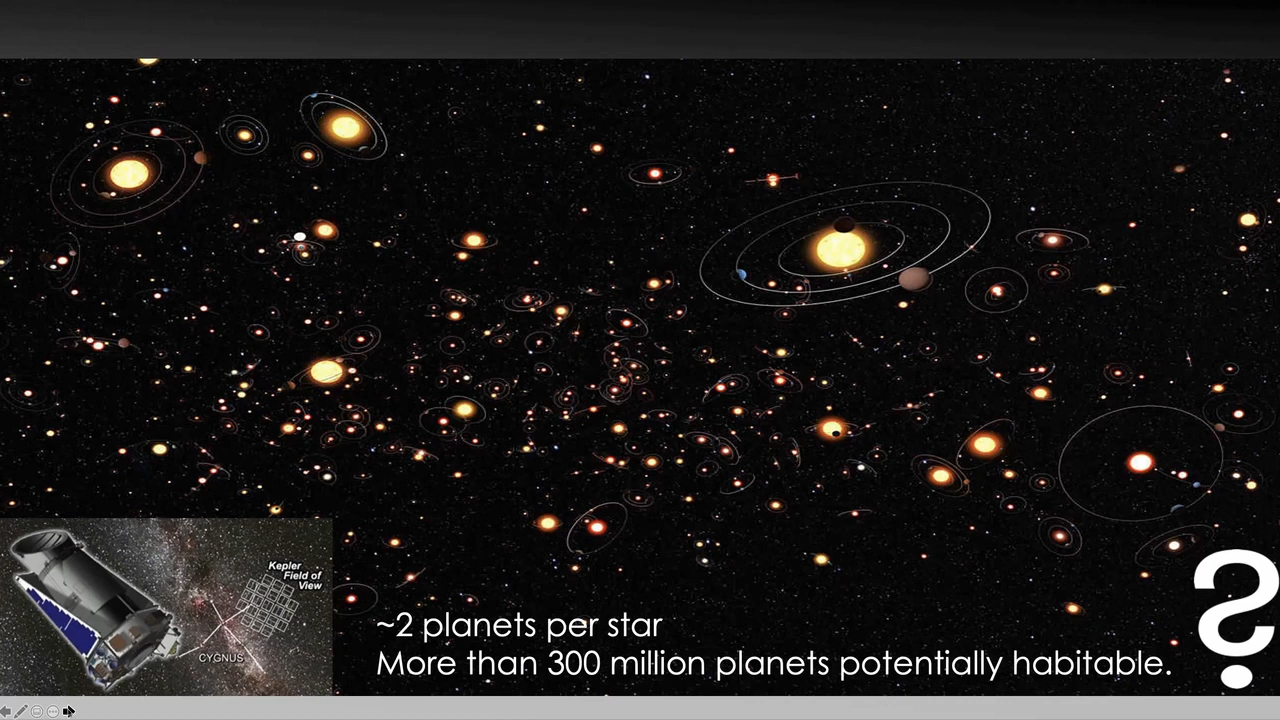 Kepler
Field of
View
CYGNUS
~2 planets per star
More than 300 million planets potentially habitable.
?